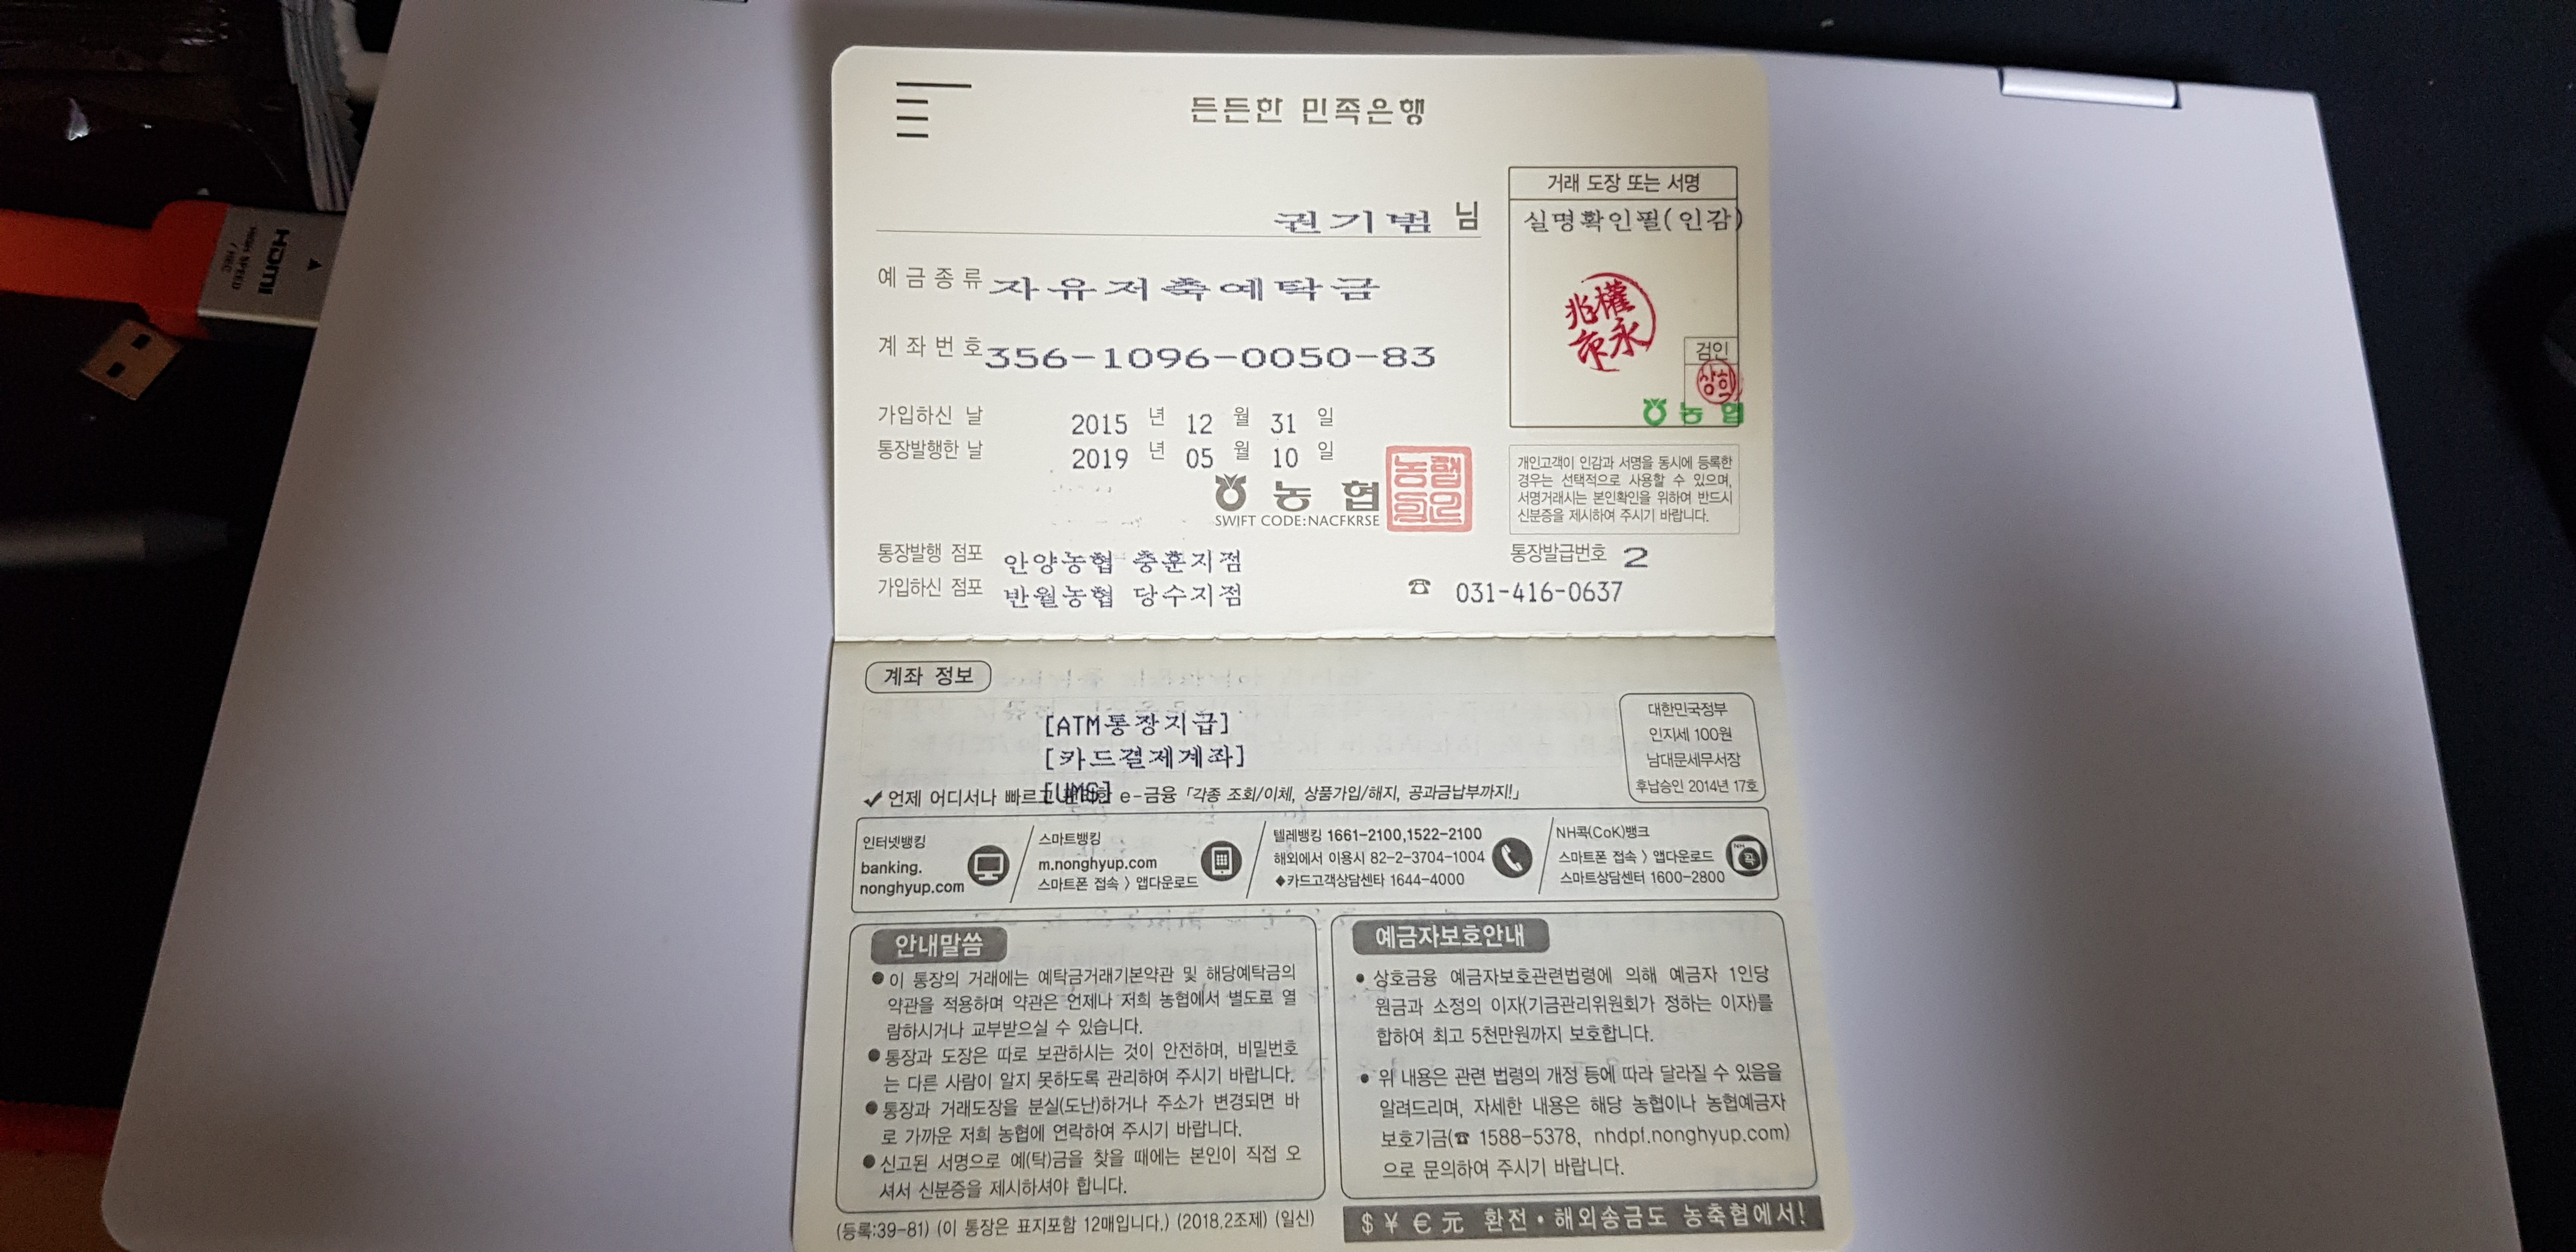 든든한 민족은행
권기범 님
거래 도장 또는 서명
실명확인필(인감)
예금종류 자유저축예탁금
權永
兆京
계좌번호 356-1096-0050-83
검인
상희
농협
가입하신 날 2015 년 12 월 31 일
통장발행한 날 2019 년 05 월 10 일
농협
SWIFT CODE:NACFKRSE
개인고객이 인감과 서명을 동시에 등록한
경우는 선택적으로 사용할 수 있으며,
서명거래시는 본인확인을 위하여 반드시
신분증을 제시하여 주시기 바랍니다.
통장발행 점포 안양농협 충훈지점
통장발급번호 2
가입하신 점포 반월농협 당수지점
☎ 031-416-0637
계좌 정보
[ATM통장지급]
[카드결제계좌]
[UMS]
대한민국정부
인지세 100원
남대문세무서장
후납승인 2014년 17호
✓언제 어디서나 빠르고 e-금융 「각종 조회/이체, 상품가입/해지, 공과금납부까지!」
인터넷뱅킹
banking.
nonghyup.com
스마트뱅킹
m.nonghyup.com
스마트폰 접속 〉 앱다운로드
텔레뱅킹 1661-2100,1522-2100
해외에서 이용시 82-2-3704-1004
◆카드고객상담센타 1644-4000
NH콕(CoK)뱅크
스마트폰 접속 〉 앱다운로드
스마트상담센터 1600-2800
NH콕
안내말씀
● 이 통장의 거래에는 예탁금거래기본약관 및 해당예탁금의
약관을 적용하며 약관은 언제나 저희 농협에서 별도로 열
람하시거나 교부받으실 수 있습니다.
● 통장과 도장은 따로 보관하시는 것이 안전하며, 비밀번호
는 다른 사람이 알지 못하도록 관리하여 주시기 바랍니다.
● 통장과 거래도장을 분실(도난)하거나 주소가 변경되면 바
로 가까운 저희 농협에 연락하여 주시기 바랍니다.
● 신고된 서명으로 예(탁)금을 찾을 때에는 본인이 직접 오
셔서 신분증을 제시하셔야 합니다.
예금자보호안내
● 상호금융 예금자보호관련법령에 의해 예금자 1인당
원금과 소정의 이자(기금관리위원회가 정하는 이자)를
합하여 최고 5천만원까지 보호합니다.
● 위 내용은 관련 법령의 개정 등에 따라 달라질 수 있음을
알려드리며, 자세한 내용은 해당 농협이나 농협예금자
보호기금(☎ 1588-5378, nhdpf.nonghyup.com)
으로 문의하여 주시기 바랍니다.
(등록:39-81) (이 통장은 표지포함 12매입니다.) (2018.2조제) (일신)
$ ¥ € 元 환전・해외송금도 농축협에서!
HDMI
HIGH SPEED